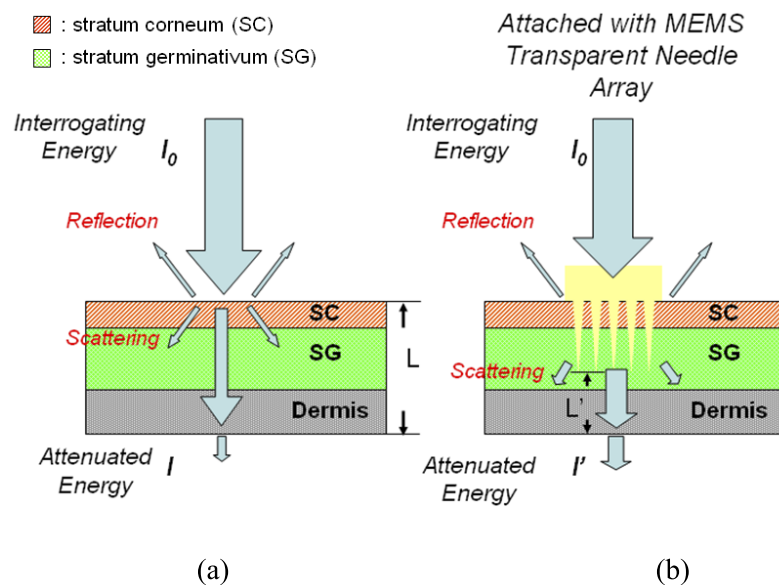 : stratum corneum (SC)
: stratum germinativum (SG)
Interrogating
Energy
I0
Reflection
Scattering
SC
SG
Dermis
L
Attenuated
Energy
I
(a)
Attached with MEMS
Transparent Needle
Array
Interrogating
Energy
I0
Reflection
SC
SG
Scattering
L'
Dermis
Attenuated
Energy
I'
(b)